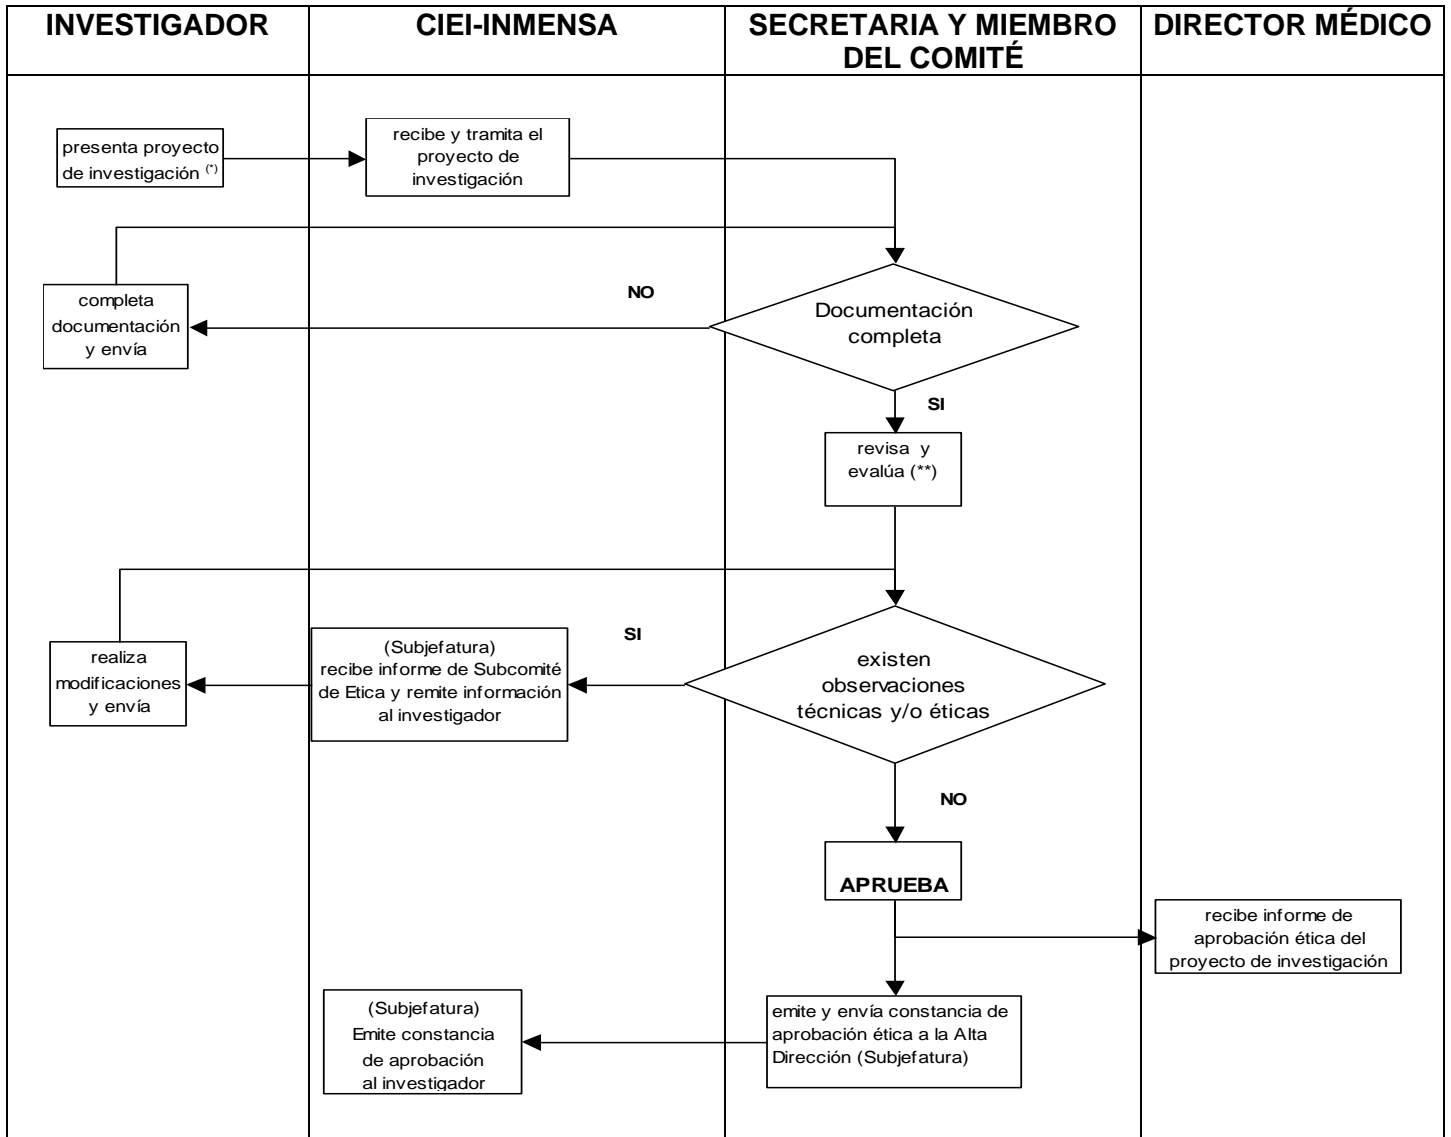 INVESTIGADOR
CIEI-INMENSA
SECRETARIA Y MIEMBRO
DEL COMITÉ
DIRECTOR MÉDICO
presenta proyecto
de investigación (*)
recibe y tramita el
proyecto de
investigación
completa
documentación
y envía
NO
Documentación
completa
SI
revisa y
evalúa (**)
realiza
modificaciones
y envía
(Subjefatura)
recibe informe de Subcomité
de Etica y remite información
al investigador
SI
existen
observaciones
técnicas y/o éticas
NO
APRUEBA
recibe informe de
aprobación ética del
proyecto de investigación
(Subjefatura)
Emite constancia
de aprobación
al investigador
emite y envía constancia de
aprobación ética a la Alta
Dirección (Subjefatura)